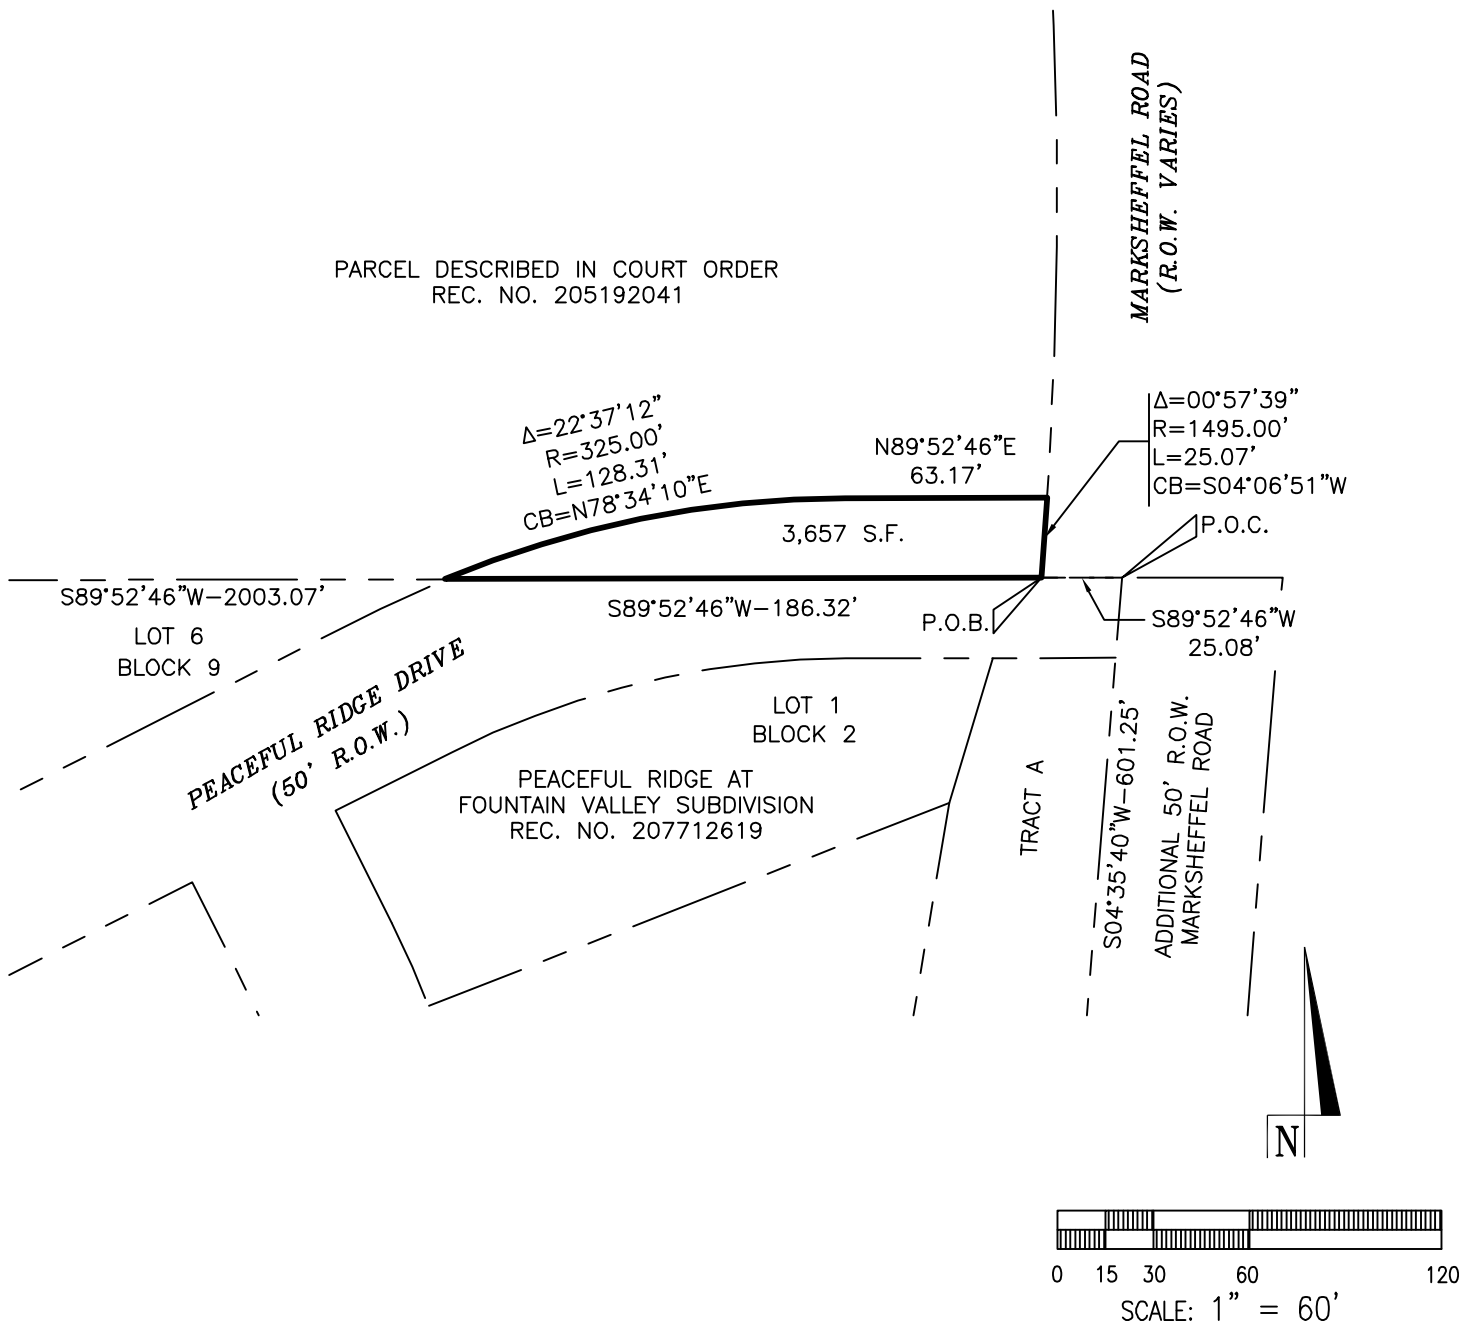 MARKSHEFFEL ROAD
(R.O.W. VARIES)
PARCEL DESCRIBED IN COURT ORDER
REC. NO. 205192041
Δ=22°37'12"
R=325.00'
L=128.31'
CB=N78°34'10"E
N89°52'46"E
63.17'
Δ=00°57'39"
R=1495.00'
L=25.07'
CB=S04°06'51"W
3,657 S.F.
P.O.C.
S89°52'46"W-2003.07'
S89°52'46"W-186.32'
P.O.B.
S89°52'46"W
25.08'
LOT 6
BLOCK 9
PEACEFUL RIDGE DRIVE
(50' R.O.W.)
LOT 1
BLOCK 2
PEACEFUL RIDGE AT
FOUNTAIN VALLEY SUBDIVISION
REC. NO. 207712619
TRACT A
S04°35'40"W-601.25'
ADDITIONAL 50' R.O.W.
MARKSHEFFEL ROAD
N
0 15 30 60 120
SCALE: 1" = 60'